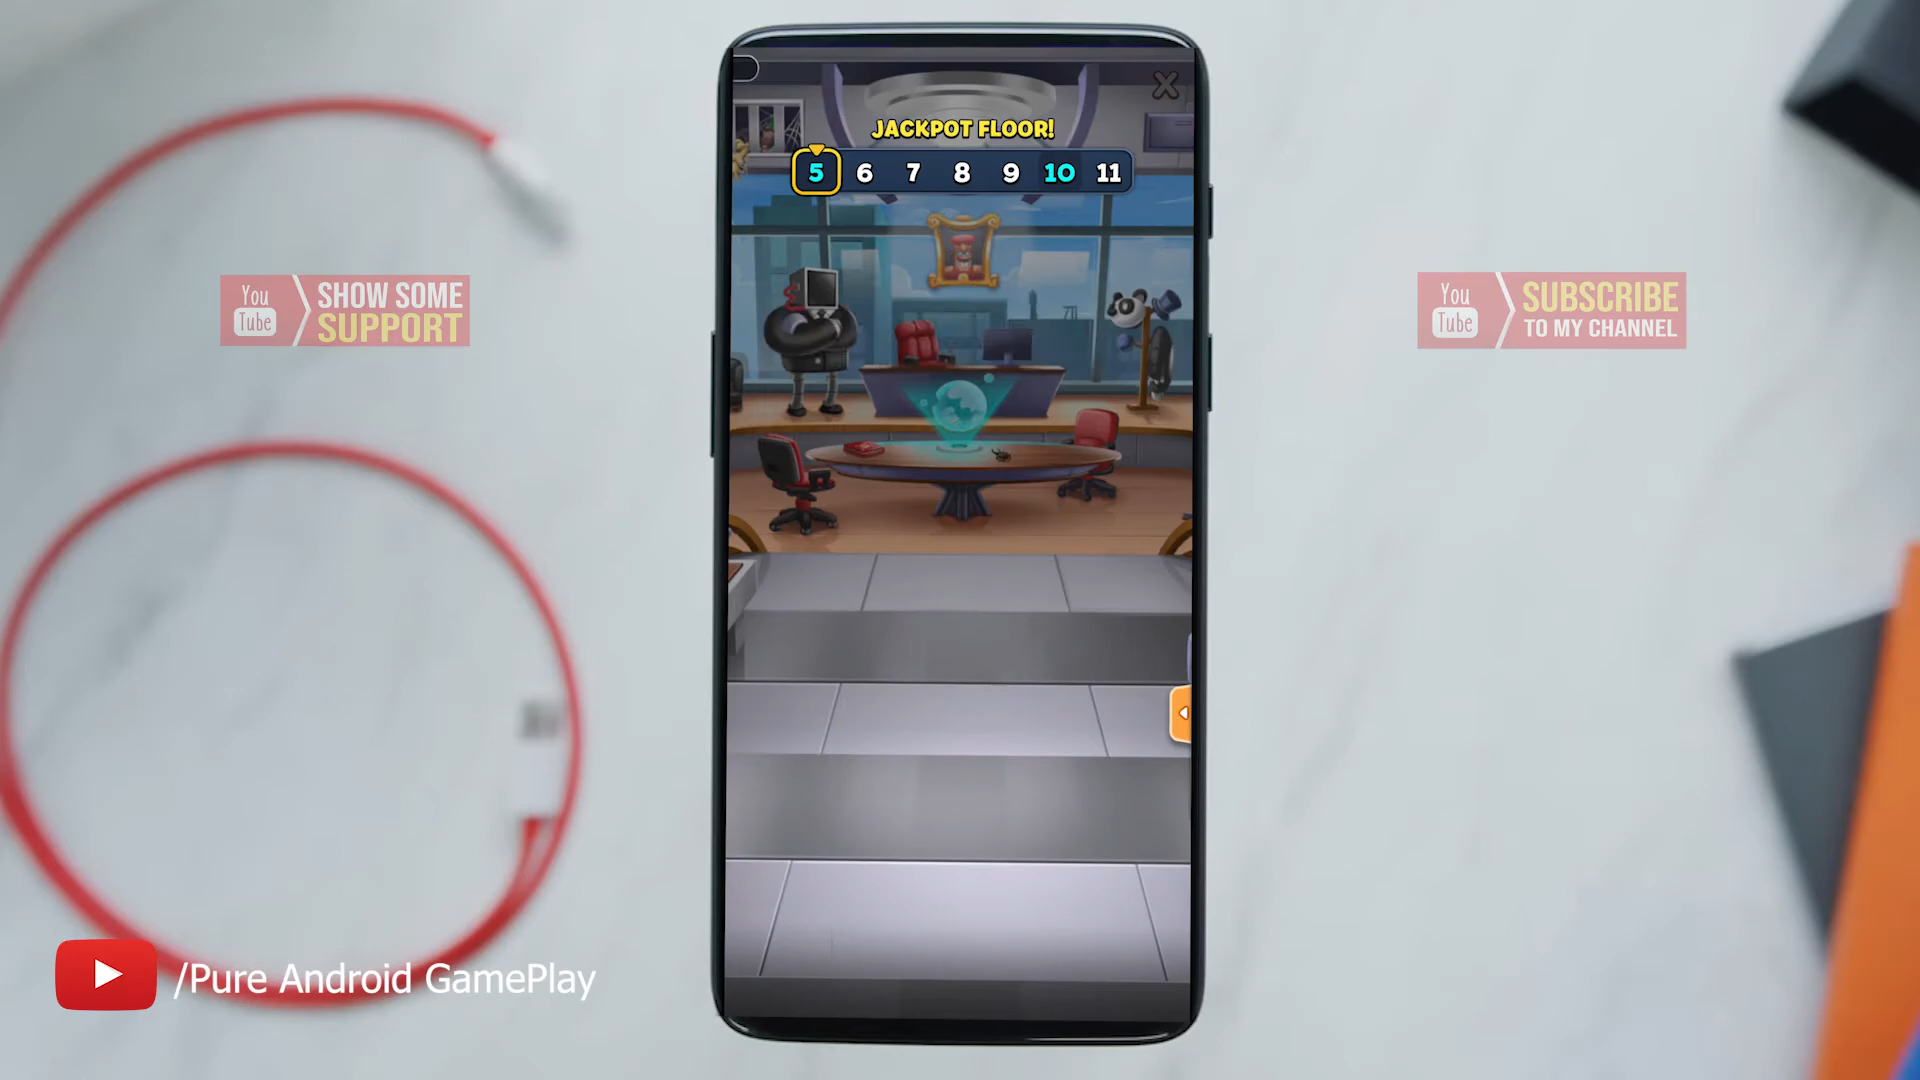 JACKPOT FLOOR!
5 6 7 8 9 10 11
You Tube
SHOW SOME
SUPPORT
You Tube
SUBSCRIBE
TO MY CHANNEL
/Pure Android GamePlay